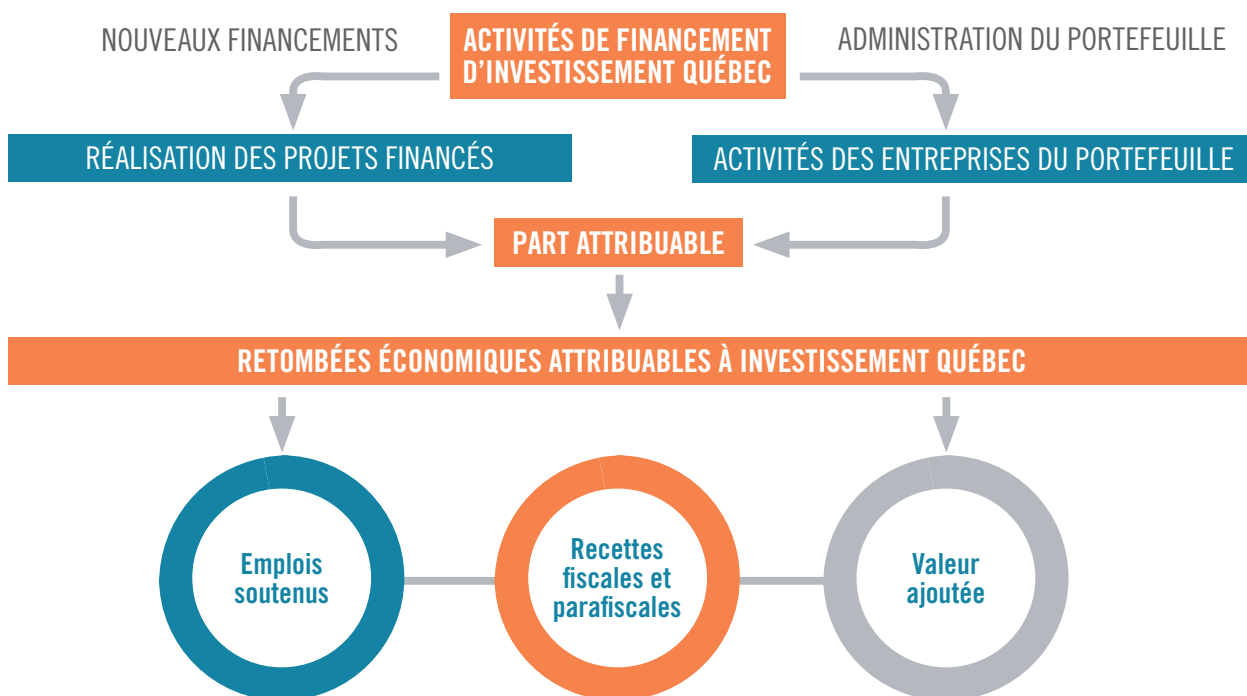 NOUVEAUX FINANCEMENTS
ACTIVITÉS DE FINANCEMENT
D'INVESTISSEMENT QUÉBEC
ADMINISTRATION DU PORTEFEUILLE
RÉALISATION DES PROJETS FINANCÉS
ACTIVITÉS DES ENTREPRISES DU PORTEFEUILLE
PART ATTRIBUABLE
RETOMBÉES ÉCONOMIQUES ATTRIBUABLES À INVESTISSEMENT QUÉBEC
Emplois
soutenus
Recettes
fiscales et
parafiscales
Valeur
ajoutée